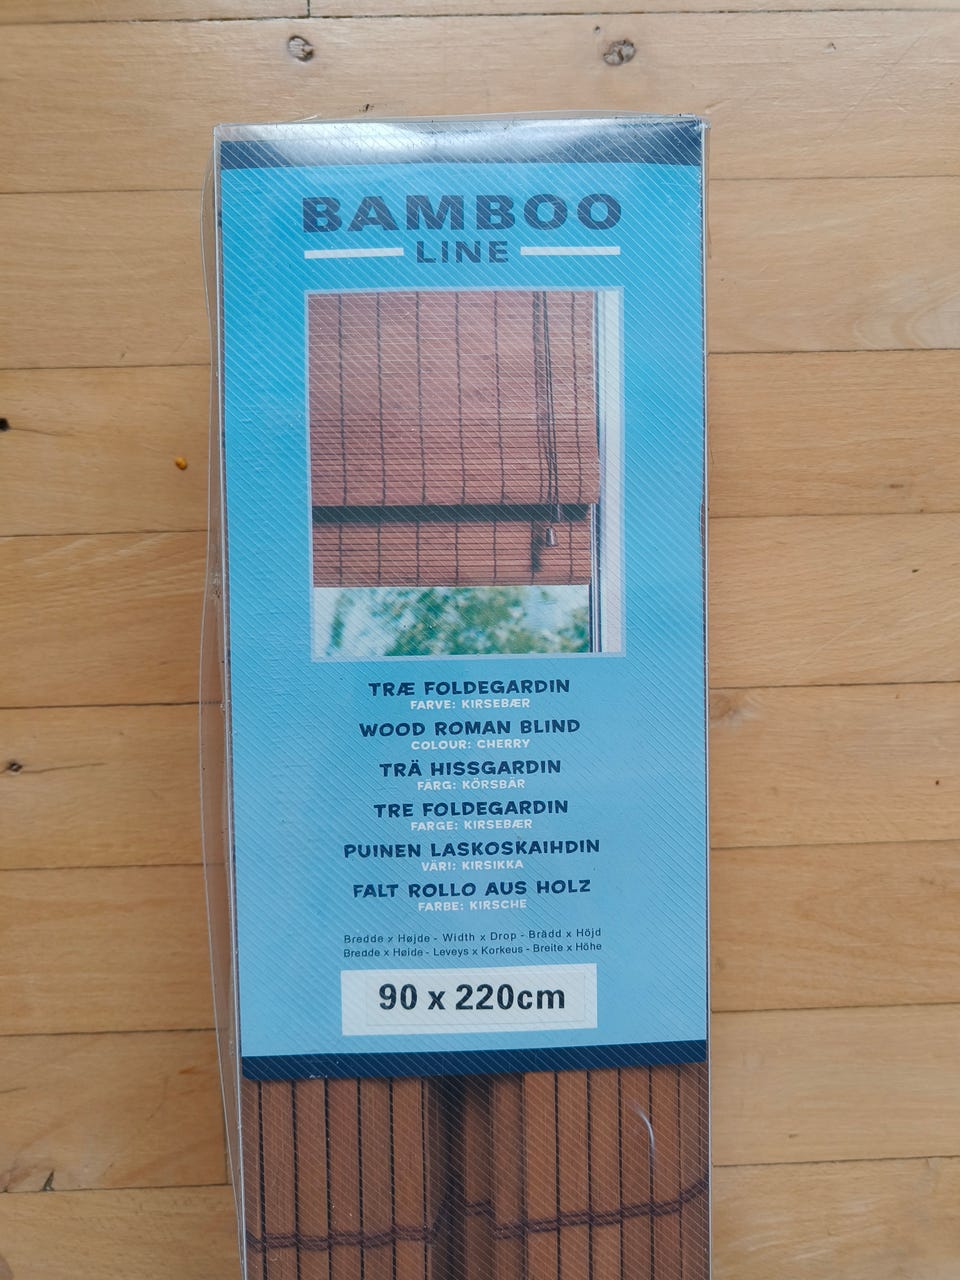 BAMBOO
LINE
TRÆ FOLDEGARDIN
FARVE: KIRSEBÆR
WOOD ROMAN BLIND
COLOUR: CHERRY
TRÄ HISSGARDIN
FÄRG: KÖRSBÄR
TRE FOLDEGARDIN
FARGE: KIRSEBÆR
PUINEN LASKOSKAIHDIN
VÄRI: KIRSIKKA
FALT ROLLO AUS HOLZ
FARBE: KIRSCHE
Bredde x Højde - Width x Drop - Brädd x Höjd
Bredde x Høide - Leveys x Korkeus - Breite x Höhe
90 x 220cm